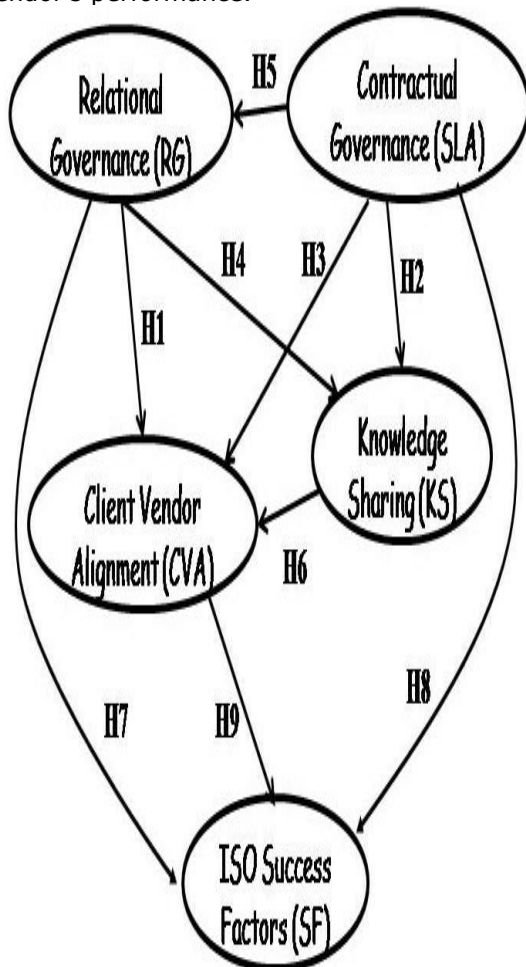 H5
Relational
Governance (RG)
Contractual
Governance (SLA)
H4
H3
H2
H1
Knowledge
Sharing (KS)
Client Vendor
Alignment (CVA)
H6
H7
H9
H8
ISO Success
Factors (SF)